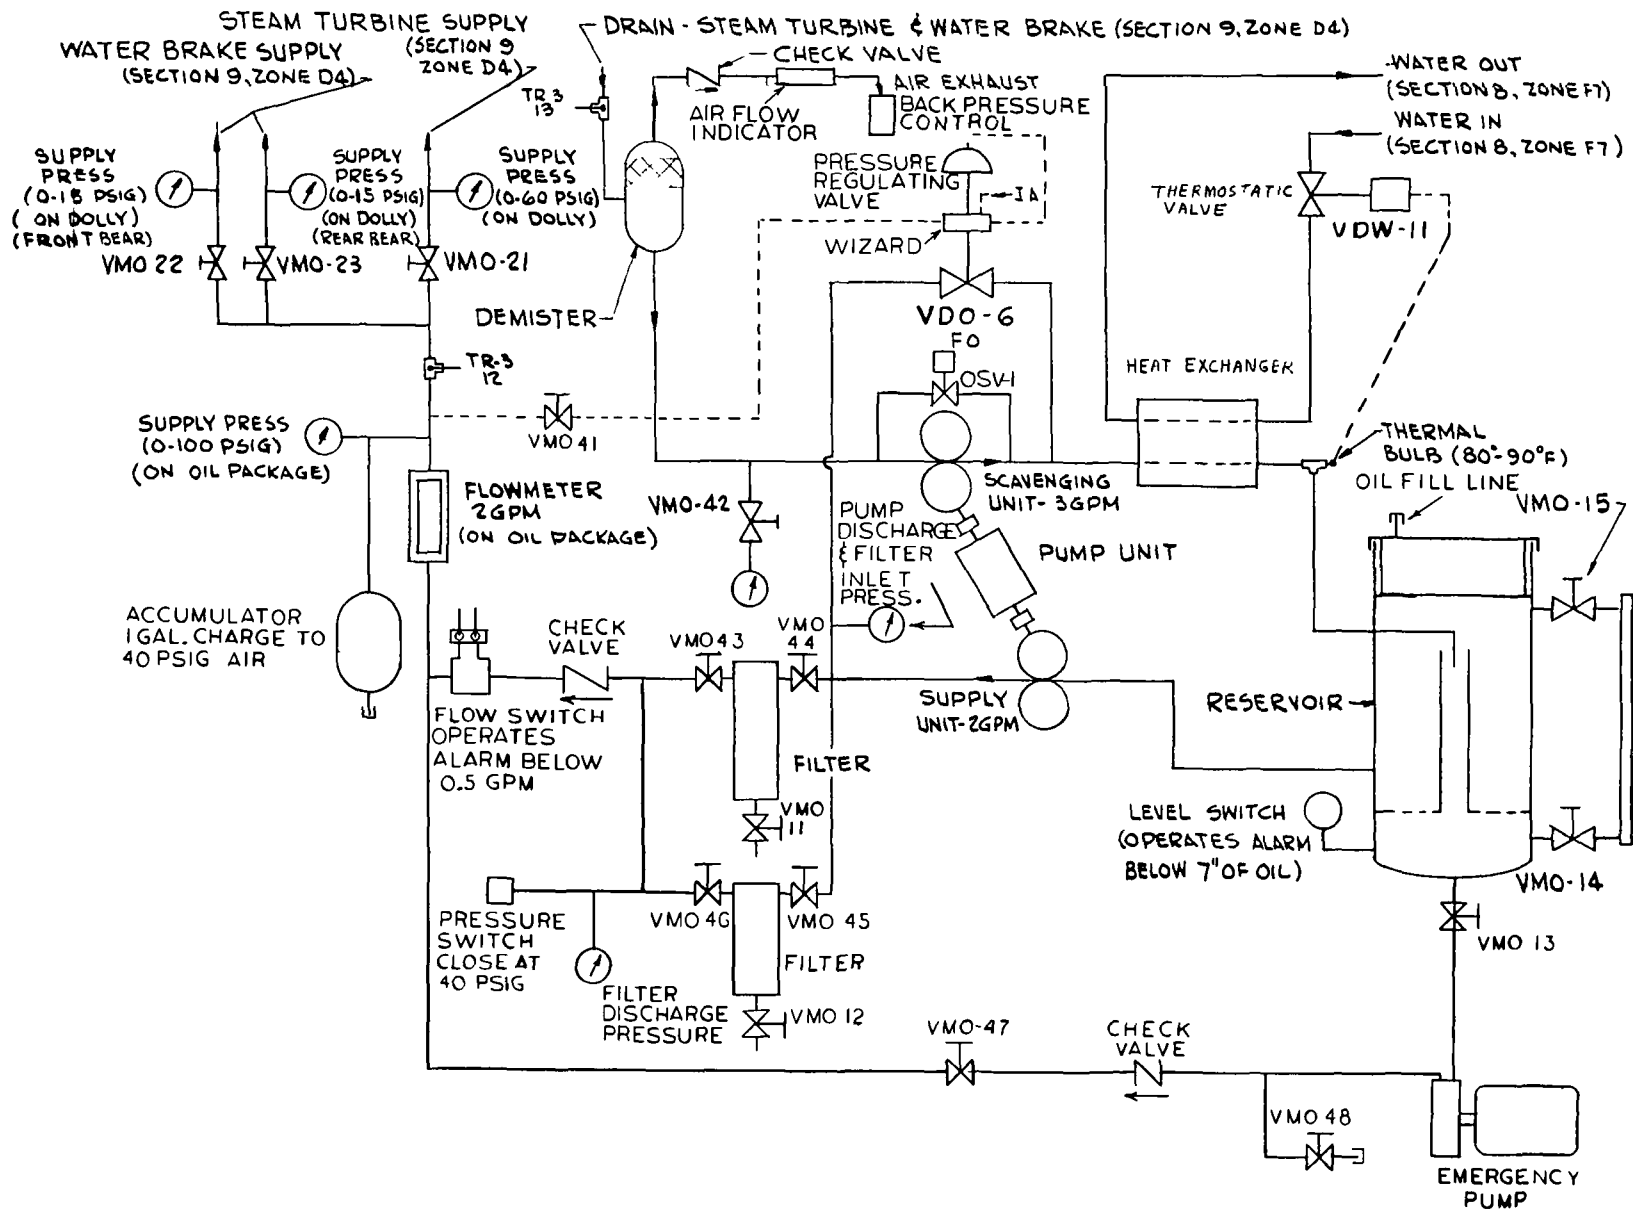 STEAM TURBINE SUPPLY
(SECTION 9
ZONE D4)
WATER BRAKE SUPPLY
(SECTION 9, ZONE D4)
DRAIN - STEAM TURBINE & WATER BRAKE (SECTION 9, ZONE D4)
CHECK VALVE
TR 3
13
AIR FLOW
INDICATOR
AIR EXHAUST
BACK PRESSURE
CONTROL
WATER OUT
(SECTION 8, ZONE F7)
WATER IN
(SECTION 8, ZONE F7)
SUPPLY
PRESS
(0-15 PSIG)
(ON DOLLY)
(FRONT BEAR)
SUPPLY
PRESS
(0-15 PSIG)
(ON DOLLY)
(REAR BEAR)
SUPPLY
PRESS
(0-60 PSIG)
(ON DOLLY)
PRESSURE
REGULATING
VALVE
IA
WIZARD
THERMOSTATIC
VALVE
VDW-11
VMO 22
VMO-23
VMO-21
DEMISTER
VDO-6
FO
OSV-1
HEAT EXCHANGER
TR-3
12
SUPPLY PRESS
(0-100 PSIG)
(ON OIL PACKAGE)
VMO 41
THERMAL
BULB (80°-90°F)
OIL FILL LINE
VMO-15
FLOWMETER
2GPM
(ON OIL PACKAGE)
VMO-42
SCAVENGING
UNIT-3GPM
PUMP
DISCHARGE
& FILTER
INLET
PRESS.
PUMP UNIT
ACCUMULATOR
1 GAL. CHARGE TO
40 PSIG AIR
CHECK
VALVE
VMO 43
VMO
44
FLOW SWITCH
OPERATES
ALARM BELOW
0.5 GPM
SUPPLY
UNIT-2GPM
RESERVOIR
FILTER
VMO
11
LEVEL SWITCH
(OPERATES ALARM
BELOW 7" OF OIL)
VMO-14
PRESSURE
SWITCH
CLOSE AT
40 PSIG
VMO 46
VMO 45
FILTER
VMO 13
FILTER
DISCHARGE
PRESSURE
VMO 12
VMO-47
CHECK
VALVE
VMO 48
EMERGENCY
PUMP